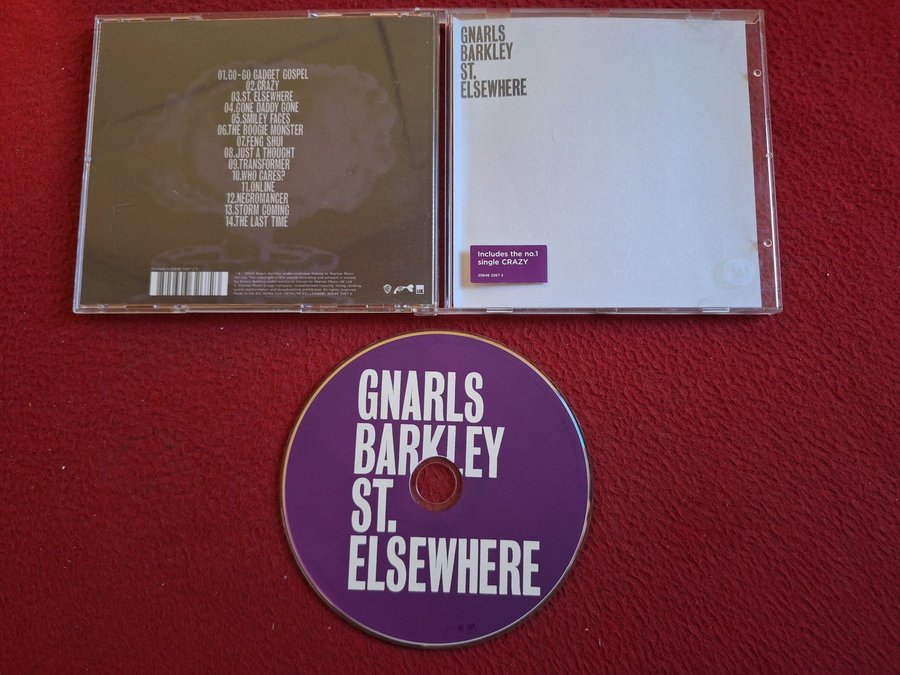 01.GO-GO GADGET GOSPEL
02.CRAZY
03.ST. ELSEWHERE
04.GONE DADDY GONE
05.SMILEY FACES
06.THE BOOGIE MONSTER
07.FENG SHUI
08.JUST A THOUGHT
09.TRANSFORMER
10.WHO CARES?
11.ONLINE
12.NECROMANCER
13.STORM COMING
14.THE LAST TIME
GNARLS
BARKLEY
ST.
ELSEWHERE
Includes the no.1
single CRAZY
25646 3267 2
GNARLS
BARKLEY
ST.
ELSEWHERE